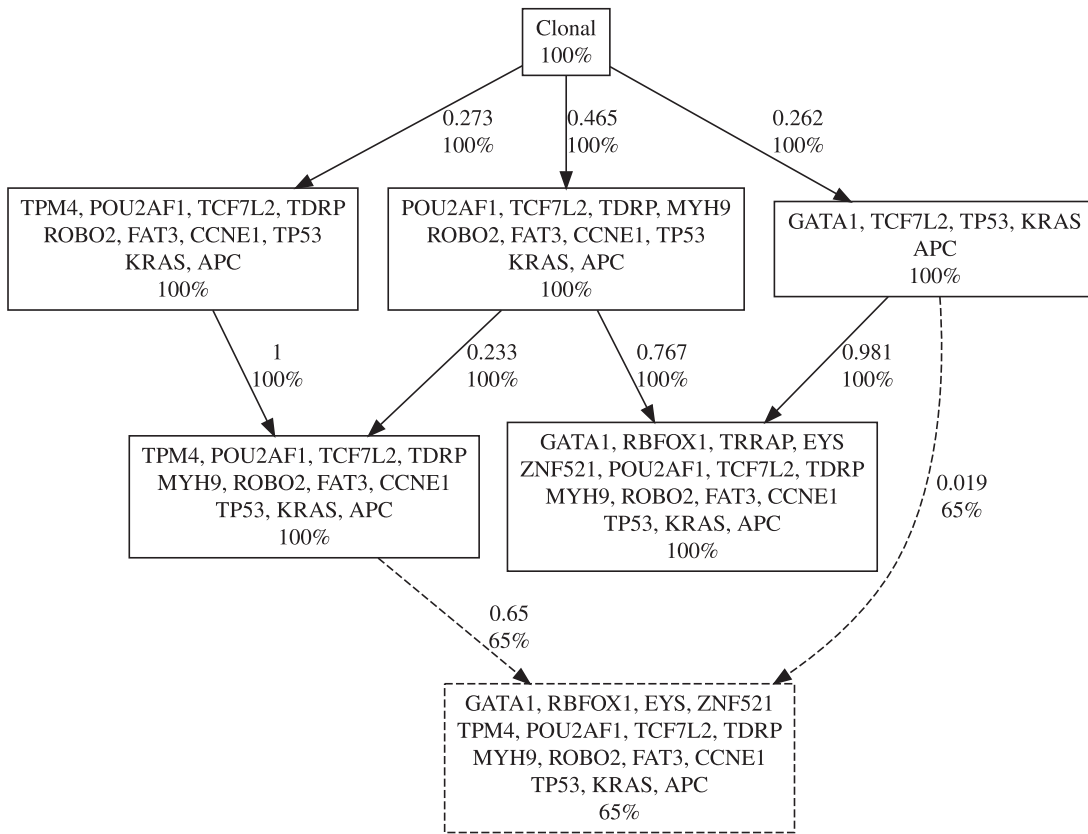 Clonal
100%
0.273
100%
0.465
100%
0.262
100%
TPM4, POU2AF1, TCF7L2, TDRP
ROBO2, FAT3, CCNE1, TP53
KRAS, APC
100%
POU2AF1, TCF7L2, TDRP, MYH9
ROBO2, FAT3, CCNE1, TP53
KRAS, APC
100%
GATA1, TCF7L2, TP53, KRAS
APC
100%
1
100%
0.233
100%
0.767
100%
0.981
100%
TPM4, POU2AF1, TCF7L2, TDRP
MYH9, ROBO2, FAT3, CCNE1
TP53, KRAS, APC
100%
GATA1, RBFOX1, TRRAP, EYS
ZNF521, POU2AF1, TCF7L2, TDRP
MYH9, ROBO2, FAT3, CCNE1
TP53, KRAS, APC
100%
0.019
65%
0.65
65%
GATA1, RBFOX1, EYS, ZNF521
TPM4, POU2AF1, TCF7L2, TDRP
MYH9, ROBO2, FAT3, CCNE1
TP53, KRAS, APC
65%